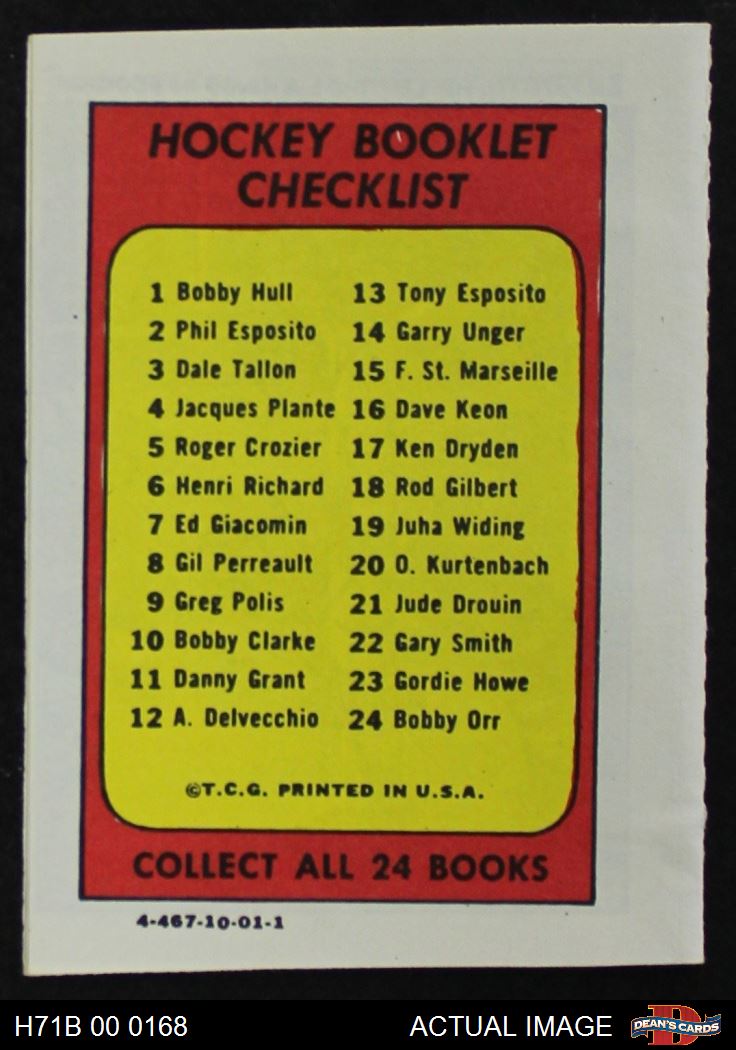 HOCKEY BOOKLET
CHECKLIST
1 Bobby Hull
2 Phil Esposito
3 Dale Tallon
4 Jacques Plante
5 Roger Crozier
6 Henri Richard
7 Ed Giacomin
8 Gil Perreault
9 Greg Polis
10 Bobby Clarke
11 Danny Grant
12 A. Delvecchio
13 Tony Esposito
14 Garry Unger
15 F. St. Marseille
16 Dave Keon
17 Ken Dryden
18 Rod Gilbert
19 Juha Widing
20 O. Kurtenbach
21 Jude Drouin
22 Gary Smith
23 Gordie Howe
24 Bobby Orr
©T.C.G. PRINTED IN U.S.A.
COLLECT ALL 24 BOOKS
4-467-10-01-1
H71B 00 0168
ACTUAL IMAGE
DEAN'S CARDS